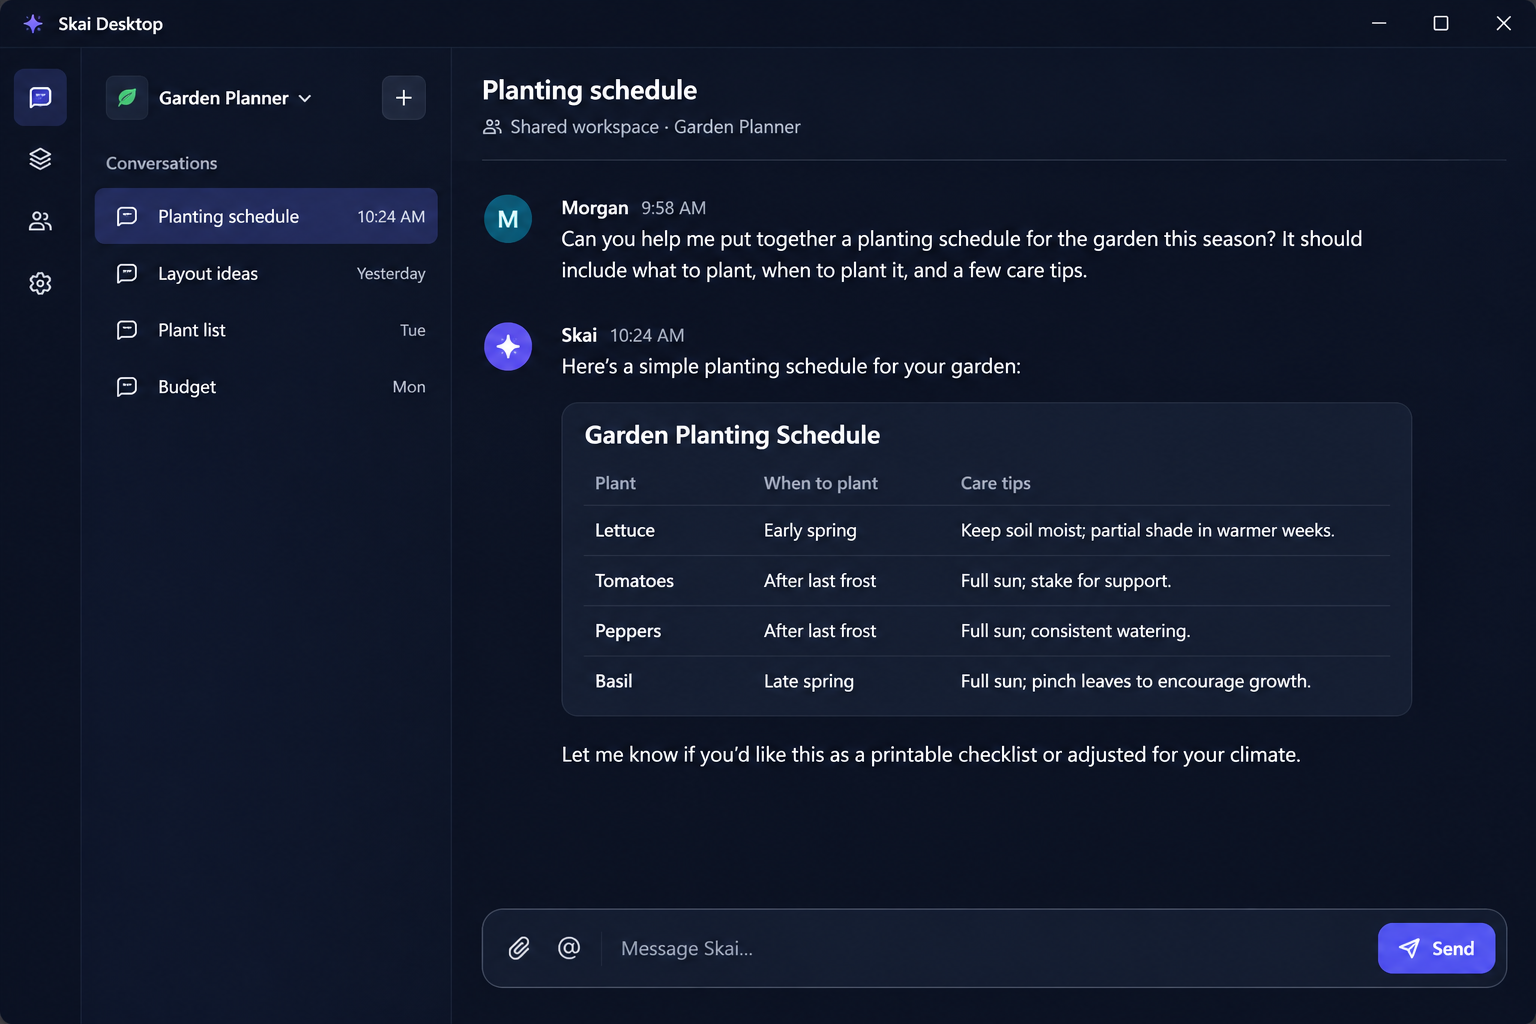 Skai Desktop
Garden Planner
Conversations
Planting schedule 10:24 AM
Layout ideas Yesterday
Plant list Tue
Budget Mon
Planting schedule
Shared workspace · Garden Planner
M
Morgan 9:58 AM
Can you help me put together a planting schedule for the garden this season? It should
include what to plant, when to plant it, and a few care tips.
Skai 10:24 AM
Here’s a simple planting schedule for your garden:
Garden Planting Schedule
Plant When to plant Care tips
Lettuce Early spring Keep soil moist; partial shade in warmer weeks.
Tomatoes After last frost Full sun; stake for support.
Peppers After last frost Full sun; consistent watering.
Basil Late spring Full sun; pinch leaves to encourage growth.
Let me know if you’d like this as a printable checklist or adjusted for your climate.
@ Message Skai... Send